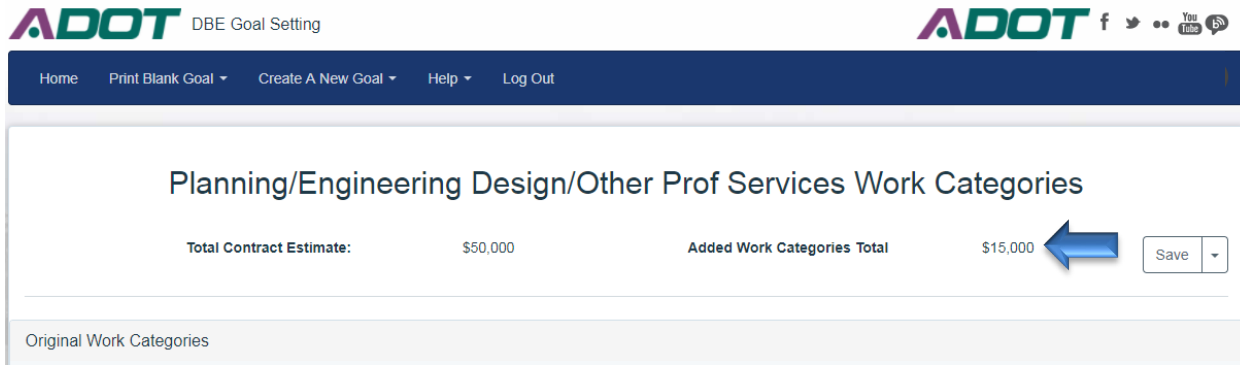 ADOT DBE Goal Setting ADOT f You Tube b
Home Print Blank Goal Create A New Goal Help Log Out
Planning/Engineering Design/Other Prof Services Work Categories
Total Contract Estimate: $50,000 Added Work Categories Total $15,000 Save
Original Work Categories